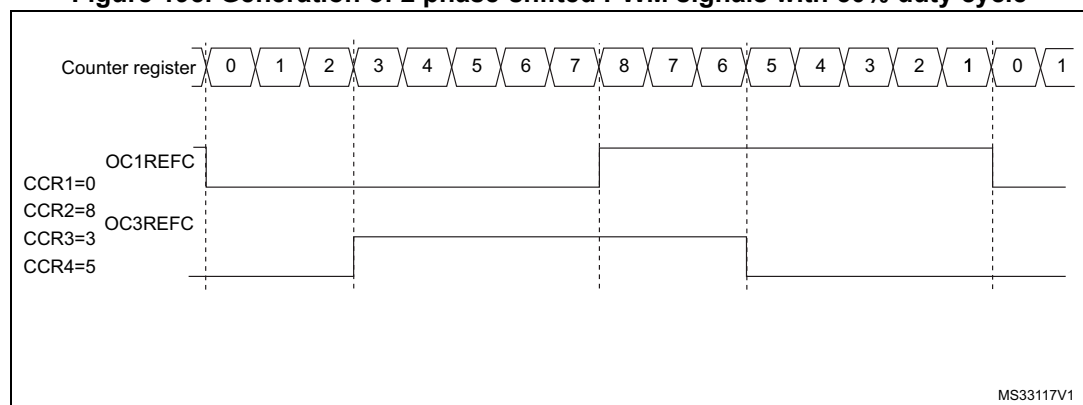 Generation of 2 phase-shifted PWM signals with 50% duty cycle
Counter register 0 1 2 3 4 5 6 7 8 7 6 5 4 3 2 1 0 1
OC1REFC
CCR1=0
CCR2=8
OC3REFC
CCR3=3
CCR4=5
MS33117V1